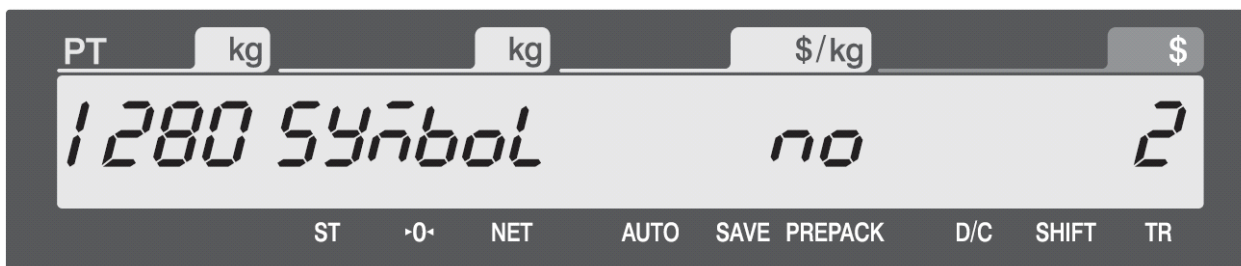 PT kg kg $/kg $
1280 SYmboL no 2
ST ▸0◂ NET AUTO SAVE PREPACK D/C SHIFT TR